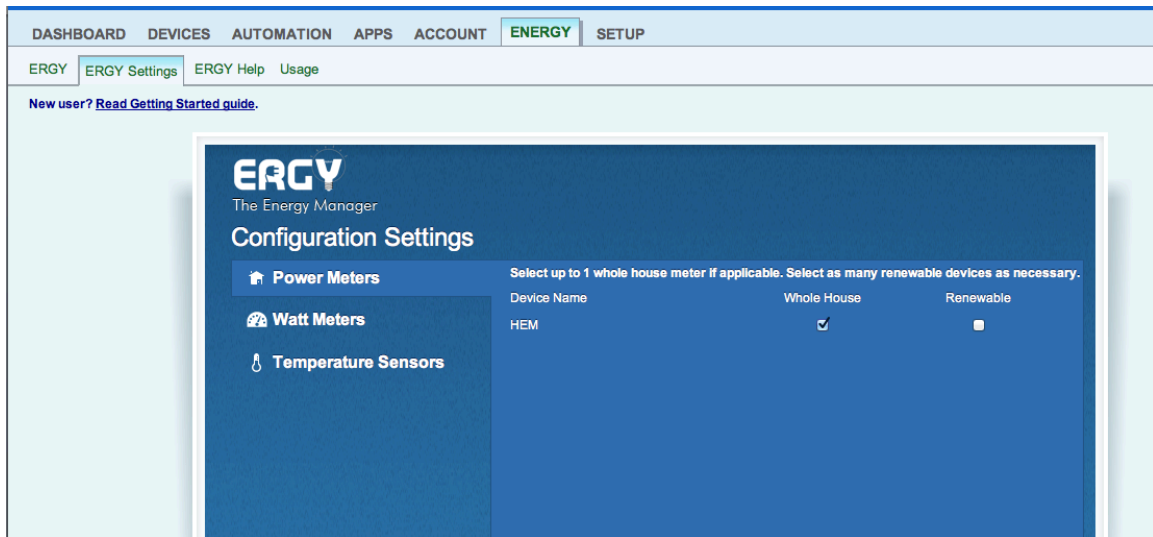 DASHBOARD DEVICES AUTOMATION APPS ACCOUNT ENERGY SETUP
ERGY ERGY Settings ERGY Help Usage
New user? Read Getting Started guide.
ERGY
The Energy Manager
Configuration Settings
Power Meters
Watt Meters
Temperature Sensors
Select up to 1 whole house meter if applicable. Select as many renewable devices as necessary.
Device Name Whole House Renewable
HEM